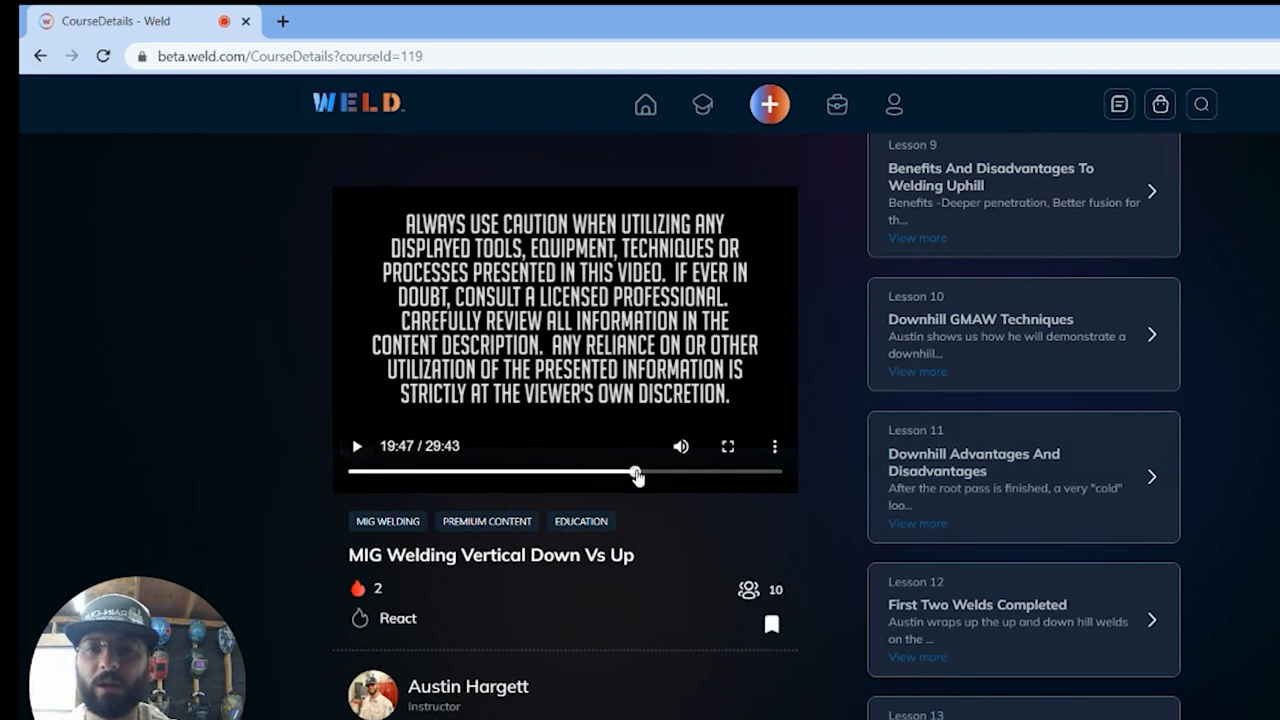 CourseDetails - Weld
beta.weld.com/CourseDetails?courseId=119
WELD
Lesson 9
Benefits And Disadvantages To
Welding Uphill
Benefits -Deeper penetration, Better fusion for
th...
View more
ALWAYS USE CAUTION WHEN UTILIZING ANY
DISPLAYED TOOLS, EQUIPMENT, TECHNIQUES OR
PROCESSES PRESENTED IN THIS VIDEO. IF EVER IN
DOUBT, CONSULT A LICENSED PROFESSIONAL.
CAREFULLY REVIEW ALL INFORMATION IN THE
CONTENT DESCRIPTION. ANY RELIANCE ON OR OTHER
UTILIZATION OF THE PRESENTED INFORMATION IS
STRICTLY AT THE VIEWER'S OWN DISCRETION.
19:47 / 29:43
MIG WELDING PREMIUM CONTENT EDUCATION
MIG Welding Vertical Down Vs Up
2
10
React
Austin Hargett
Instructor
Lesson 10
Downhill GMAW Techniques
Austin shows us how he will demonstrate a
downhill...
View more
Lesson 11
Downhill Advantages And
Disadvantages
After the root pass is finished, a very "cold"
loo...
View more
Lesson 12
First Two Welds Completed
Austin wraps up the up and down hill welds
on the ...
View more
Lesson 13